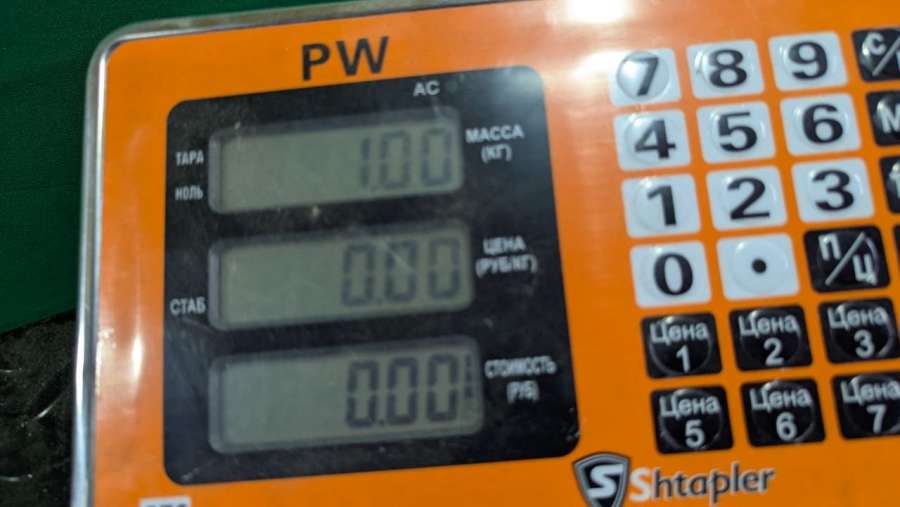 PW
AC
ТАРА
НОЛЬ
1.00
МАССА
(КГ)
СТАБ
0.00
ЦЕНА
(РУБ/КГ)
0.00
СТОИМОСТЬ
(РУБ)
7 8 9
4 5 6
1 2 3
0 . П/Ц
Цена 1 Цена 2 Цена 3
Цена 5 Цена 6 Цена 7
Shtapler